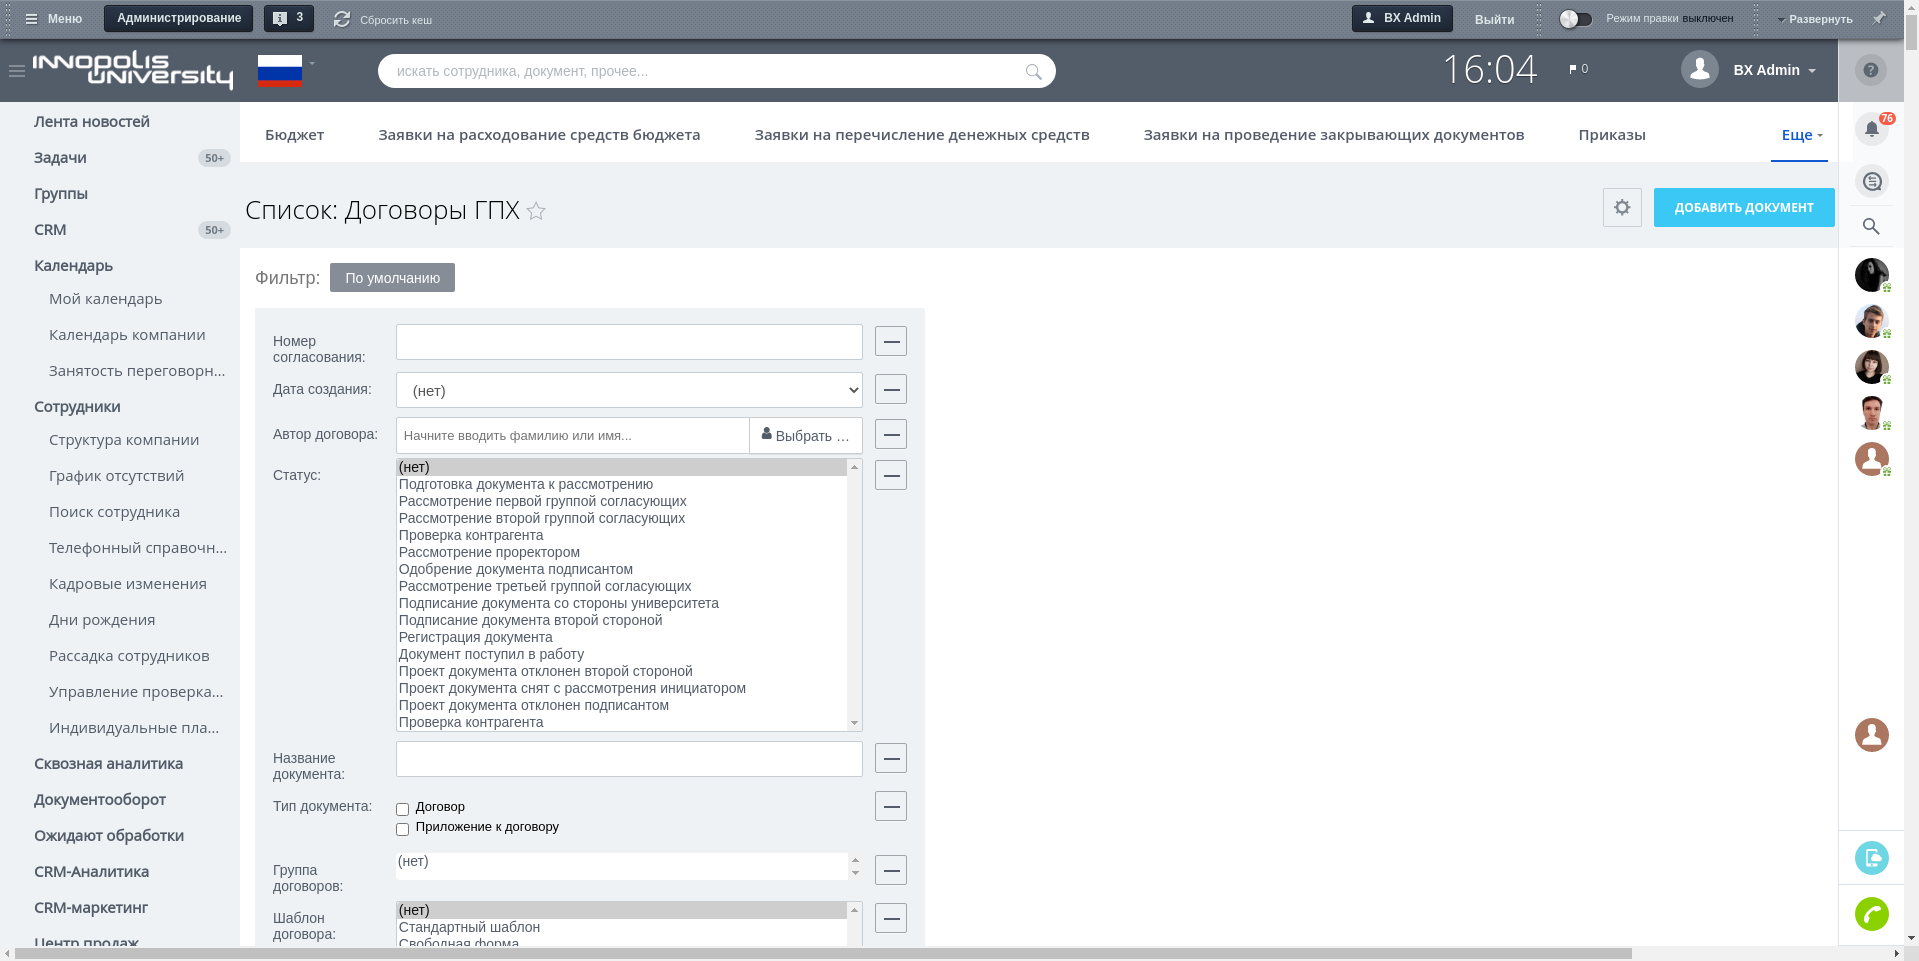 Меню
Администрирование
3
Сбросить кеш
BX Admin
Выйти
Режим правки выключен
Развернуть
INNOPOLIS
UNIVERSITY
искать сотрудника, документ, прочее...
16:04
0
BX Admin
Лента новостей
Задачи
50+
Группы
CRM
50+
Календарь
Мой календарь
Календарь компании
Занятость переговорн...
Сотрудники
Структура компании
График отсутствий
Поиск сотрудника
Телефонный справочн...
Кадровые изменения
Дни рождения
Рассадка сотрудников
Управление проверка...
Индивидуальные пла...
Сквозная аналитика
Документооборот
Ожидают обработки
CRM-Аналитика
CRM-маркетинг
Центр продаж
Бюджет
Заявки на расходование средств бюджета
Заявки на перечисление денежных средств
Заявки на проведение закрывающих документов
Приказы
Еще
76
Список: Договоры ГПХ
ДОБАВИТЬ ДОКУМЕНТ
Фильтр:
По умолчанию
Номер
согласования:
Дата создания:
(нет)
Автор договора:
Начните вводить фамилию или имя...
Выбрать ...
Статус:
(нет)
Подготовка документа к рассмотрению
Рассмотрение первой группой согласующих
Рассмотрение второй группой согласующих
Проверка контрагента
Рассмотрение проректором
Одобрение документа подписантом
Рассмотрение третьей группой согласующих
Подписание документа со стороны университета
Подписание документа второй стороной
Регистрация документа
Документ поступил в работу
Проект документа отклонен второй стороной
Проект документа снят с рассмотрения инициатором
Проект документа отклонен подписантом
Проверка контрагента
Название
документа:
Тип документа:
Договор
Приложение к договору
Группа
договоров:
(нет)
Шаблон
договора:
(нет)
Стандартный шаблон
Свободная форма